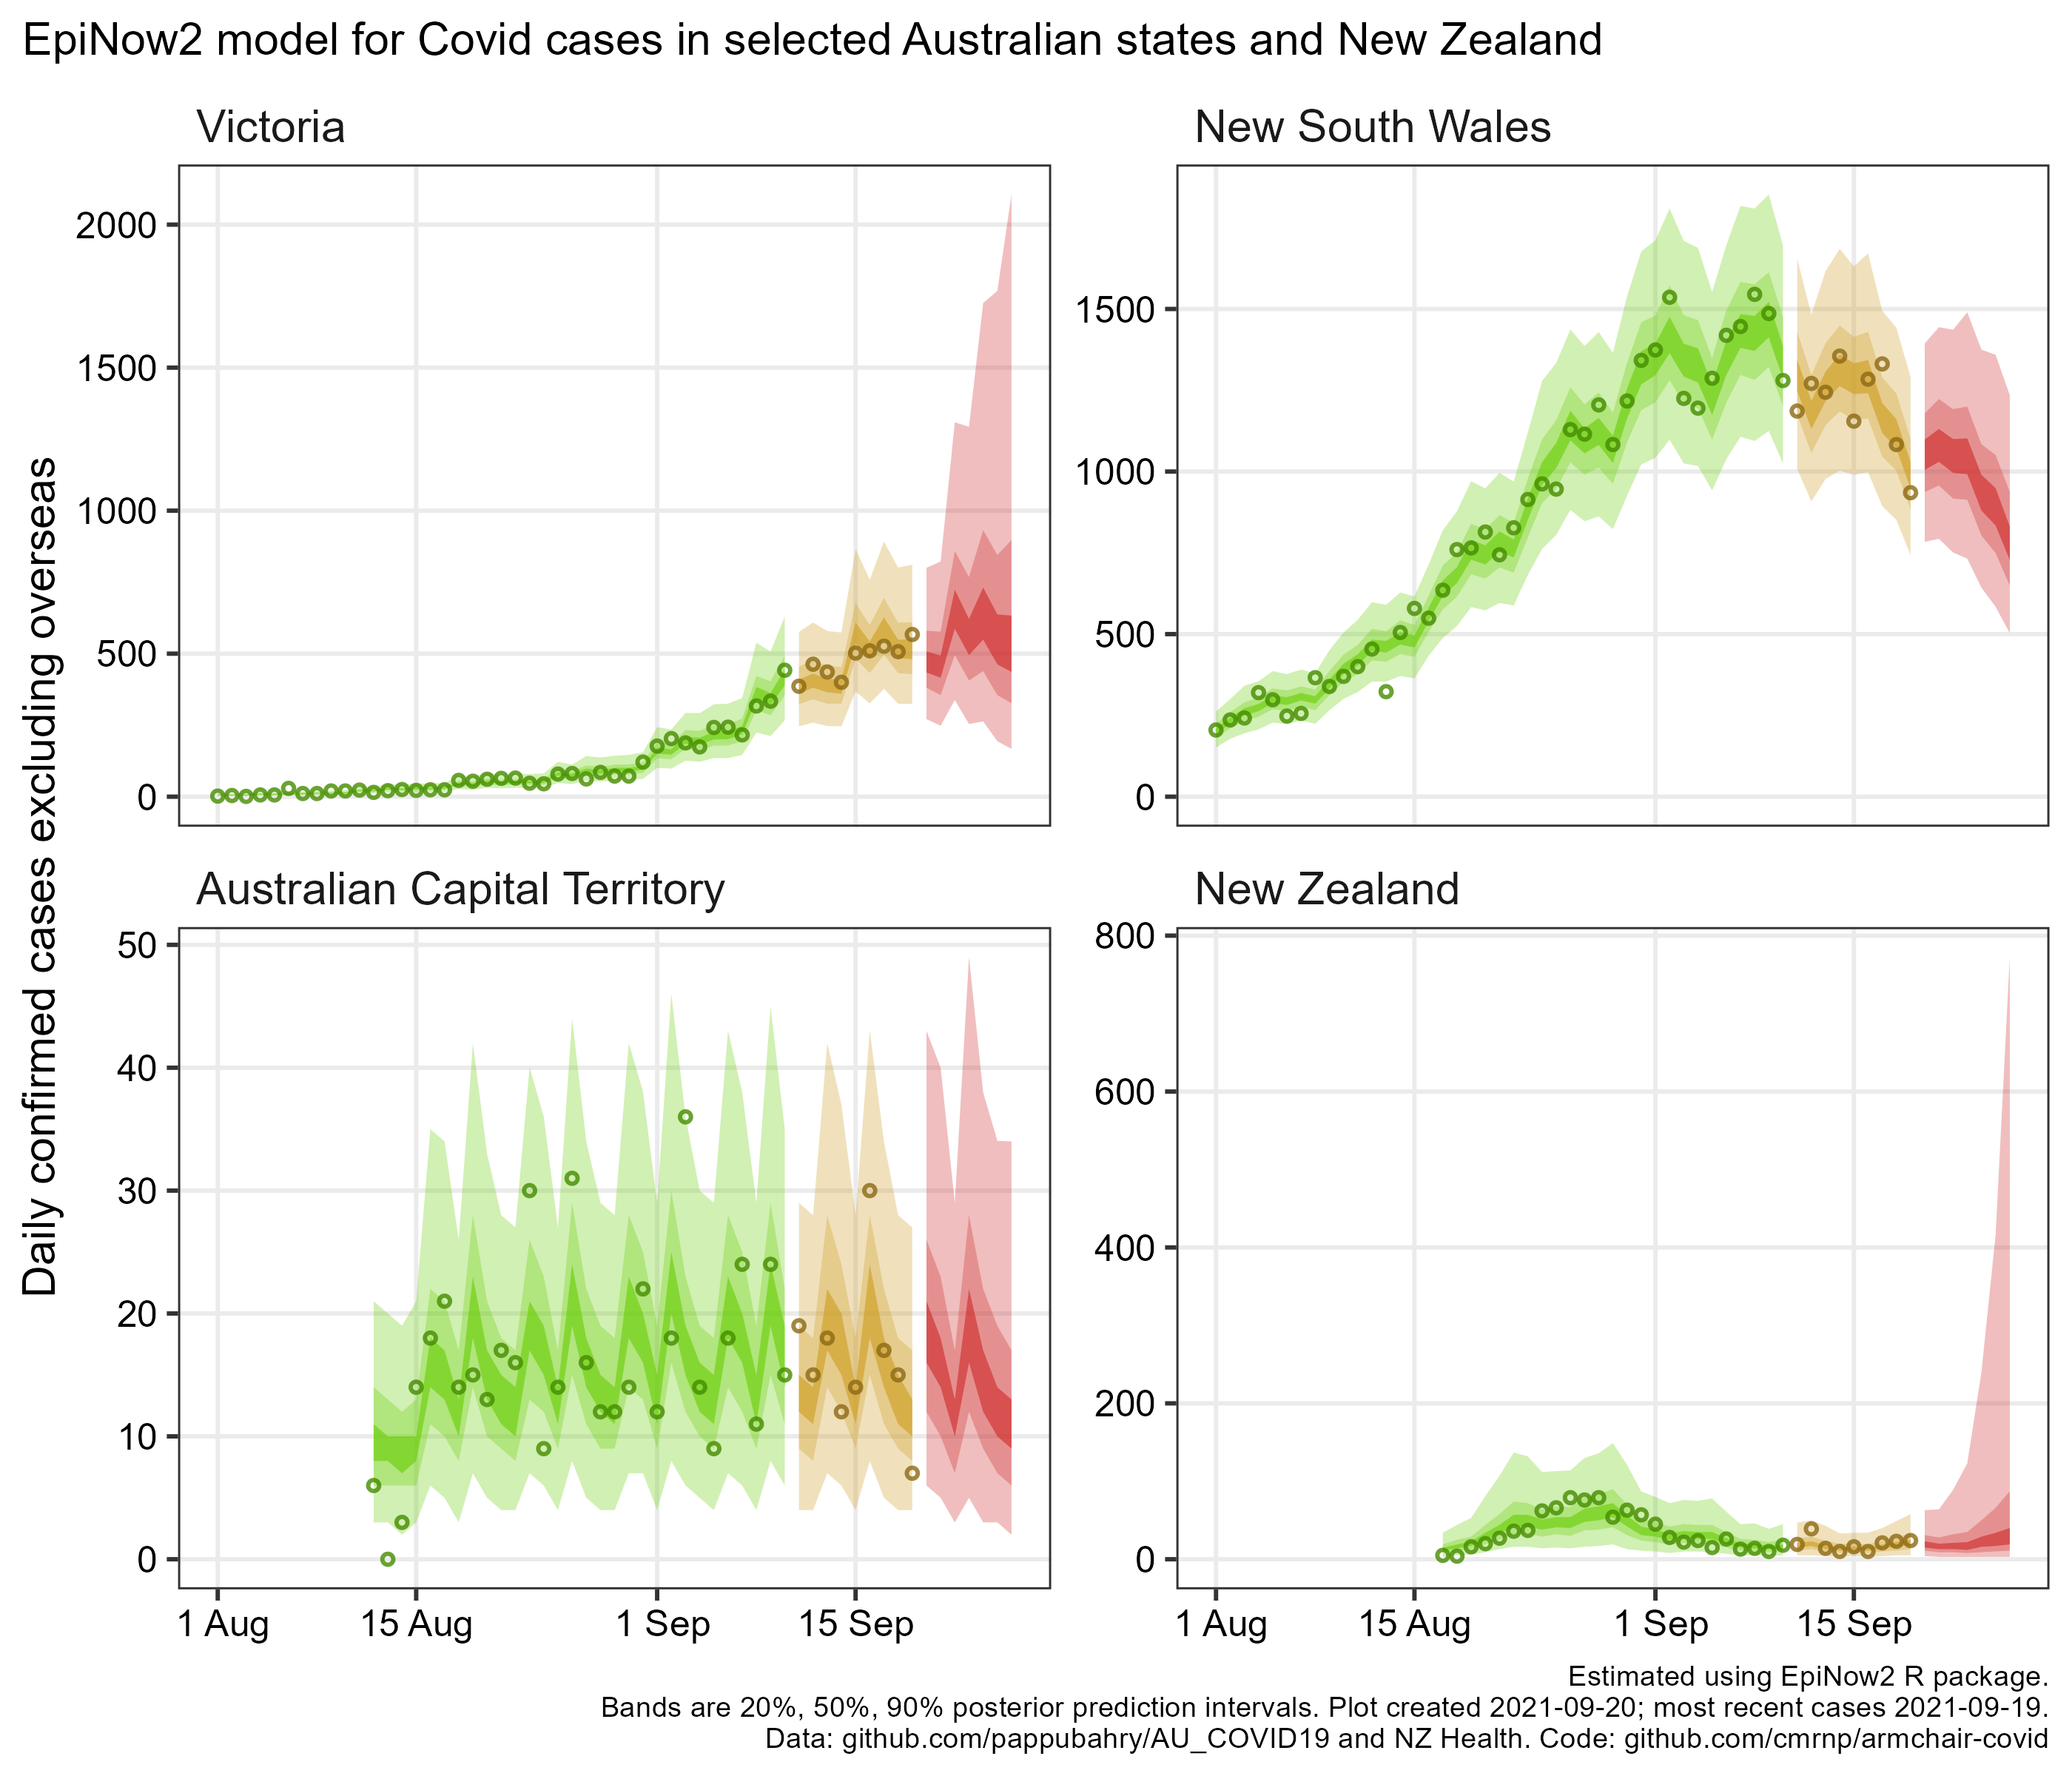 EpiNow2 model for Covid cases in selected Australian states and New Zealand
Daily confirmed cases excluding overseas
Victoria
2000
1500
1000
500
0
New South Wales
1500
1000
500
0
Australian Capital Territory
50
40
30
20
10
0
1 Aug
15 Aug
1 Sep
15 Sep
New Zealand
800
600
400
200
0
1 Aug
15 Aug
1 Sep
15 Sep
Estimated using EpiNow2 R package.
Bands are 20%, 50%, 90% posterior prediction intervals. Plot created 2021-09-20; most recent cases 2021-09-19.
Data: github.com/pappubahry/AU_COVID19 and NZ Health. Code: github.com/cmrnp/armchair-covid